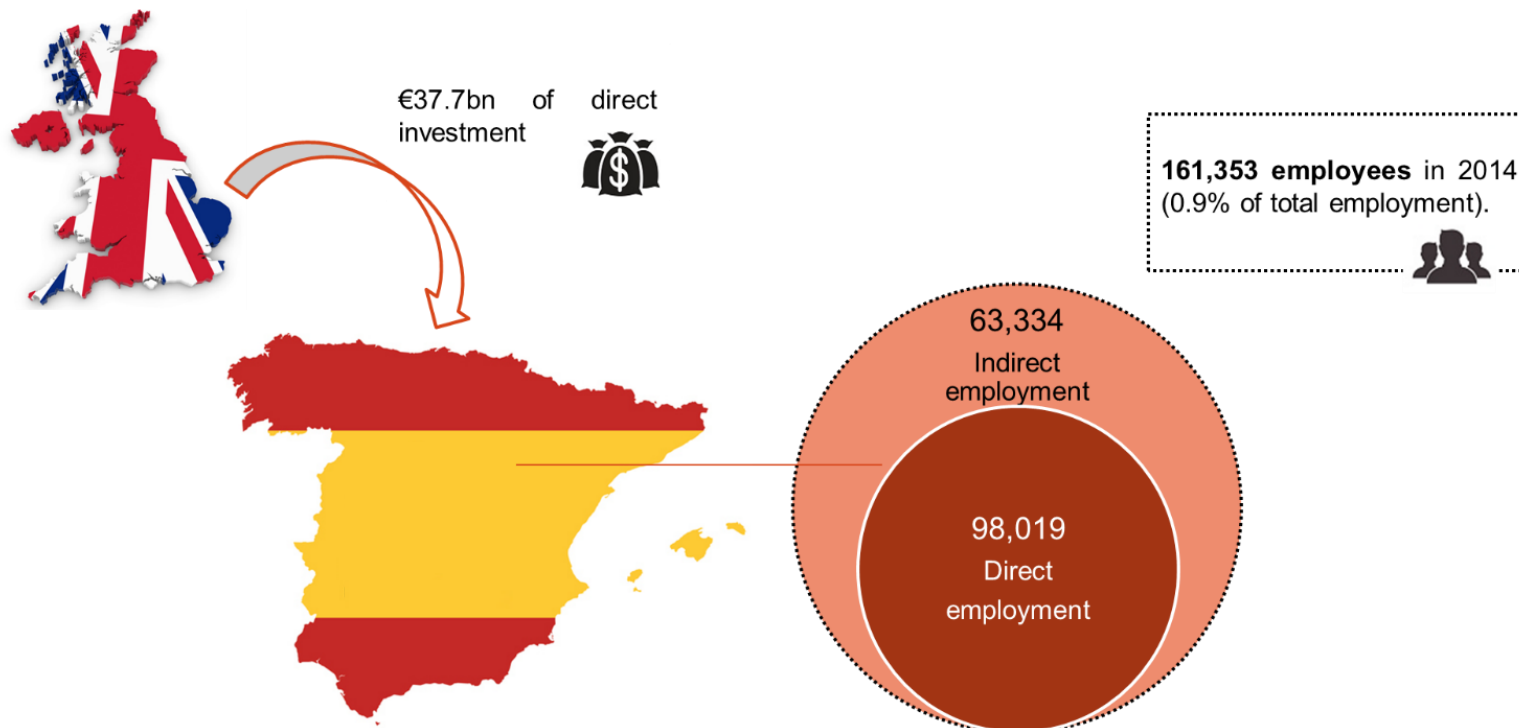 €37.7bn of direct
investment
$
161,353 employees in 2014
(0.9% of total employment).
63,334
Indirect
employment
98,019
Direct
employment